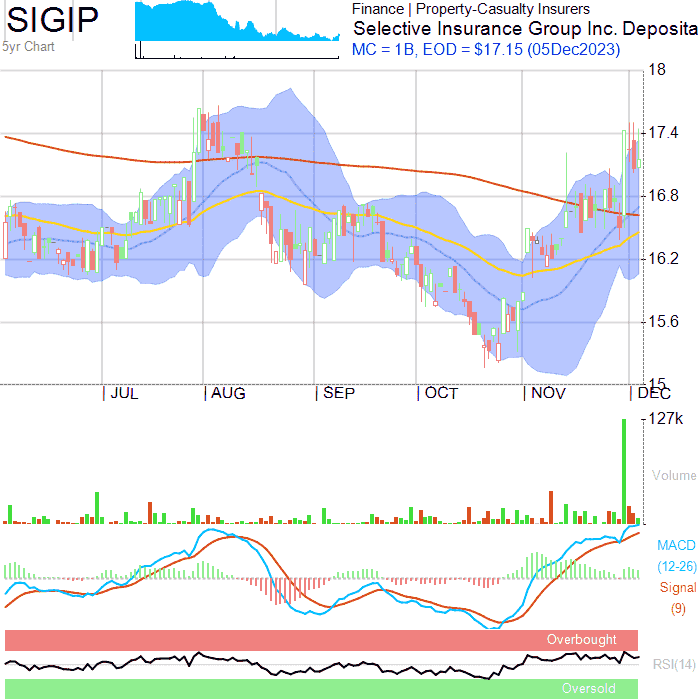 SIGIP
5yr Chart
Finance | Property-Casualty Insurers
Selective Insurance Group Inc. Deposita
MC = 1B, EOD = $17.15 (05Dec2023)
18
17.4
16.8
16.2
15.6
15
JUL
AUG
SEP
OCT
NOV
DEC
127k
Volume
MACD
(12-26)
Signal
(9)
Overbought
RSI(14)
Oversold